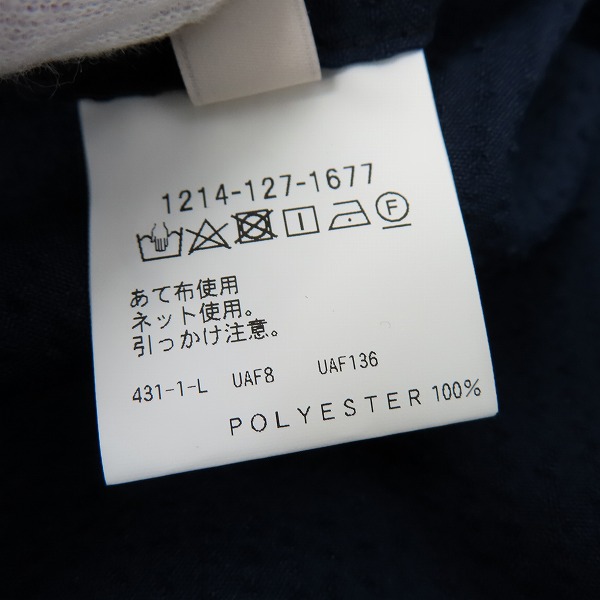 1214-127-1677
F
あて布使用
ネット使用。
引っかけ注意。
431-1-L UAF8 UAF136
POLYESTER 100%